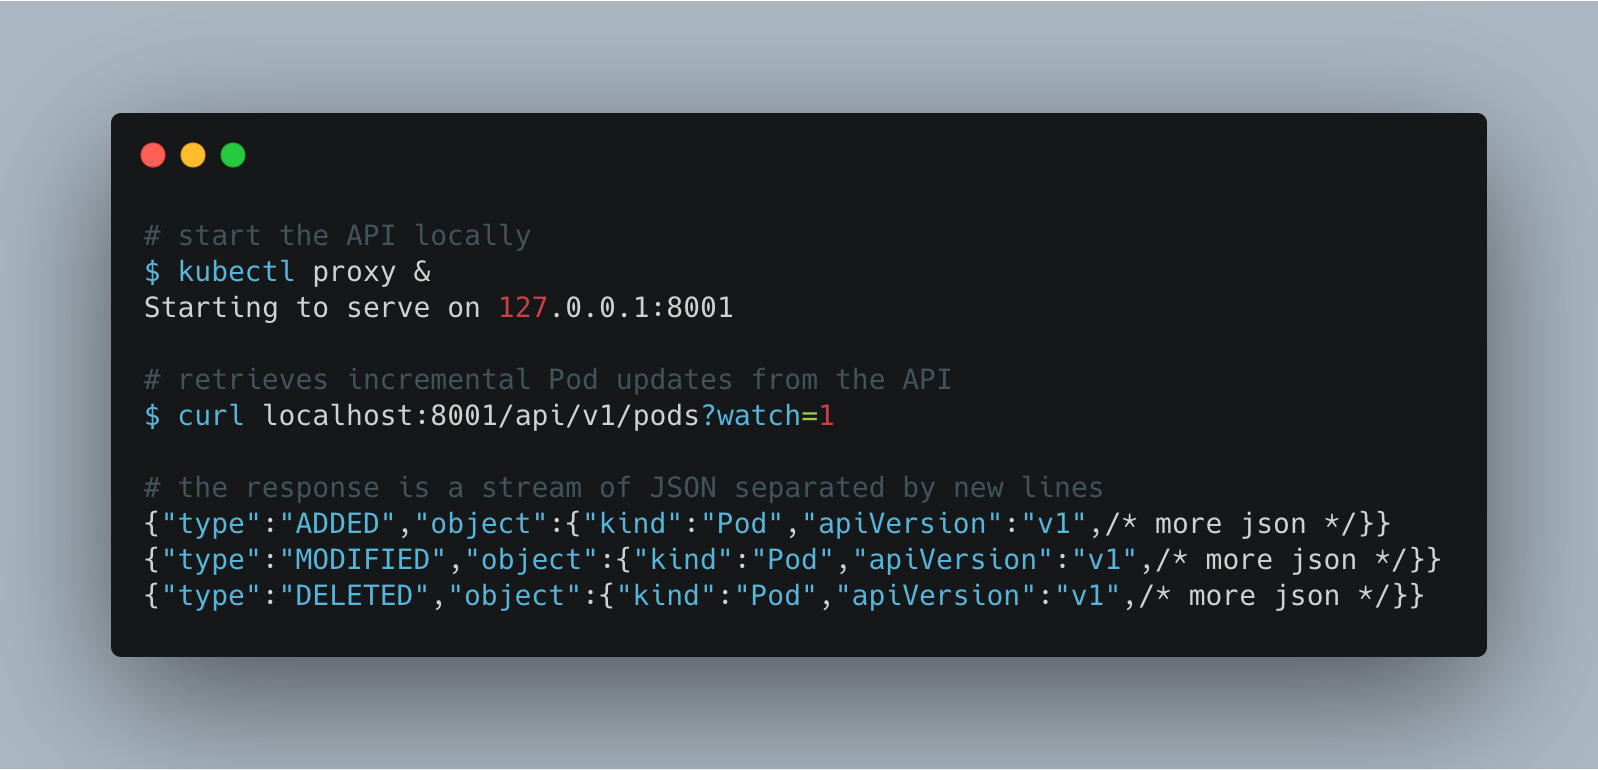 # start the API locally
$ kubectl proxy &
Starting to serve on 127.0.0.1:8001
# retrieves incremental Pod updates from the API
$ curl localhost:8001/api/v1/pods?watch=1
# the response is a stream of JSON separated by new lines
{"type":"ADDED","object":{"kind":"Pod","apiVersion":"v1",/* more json */}}
{"type":"MODIFIED","object":{"kind":"Pod","apiVersion":"v1",/* more json */}}
{"type":"DELETED","object":{"kind":"Pod","apiVersion":"v1",/* more json */}}